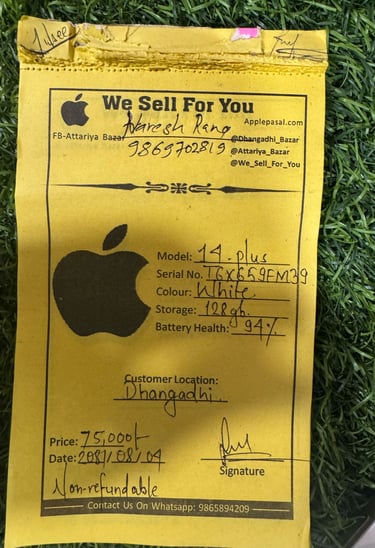 We Sell For You
Applepasal.com
Naresh Rana
FB-Attariya Bazar
@Dhangadhi_Bazar
9869702819
@Attariya_Bazar
@We_Sell_For_You
Model: 14 plus
Serial No. T6X659FM39
Colour: White
Storage: 128gb.
Battery Health: 94%
Customer Location:
Dhangadhi.
Price: 75,000/-
Date: 2081/08/04
Signature
Non-refundable
Contact Us On Whatsapp: 9865894209